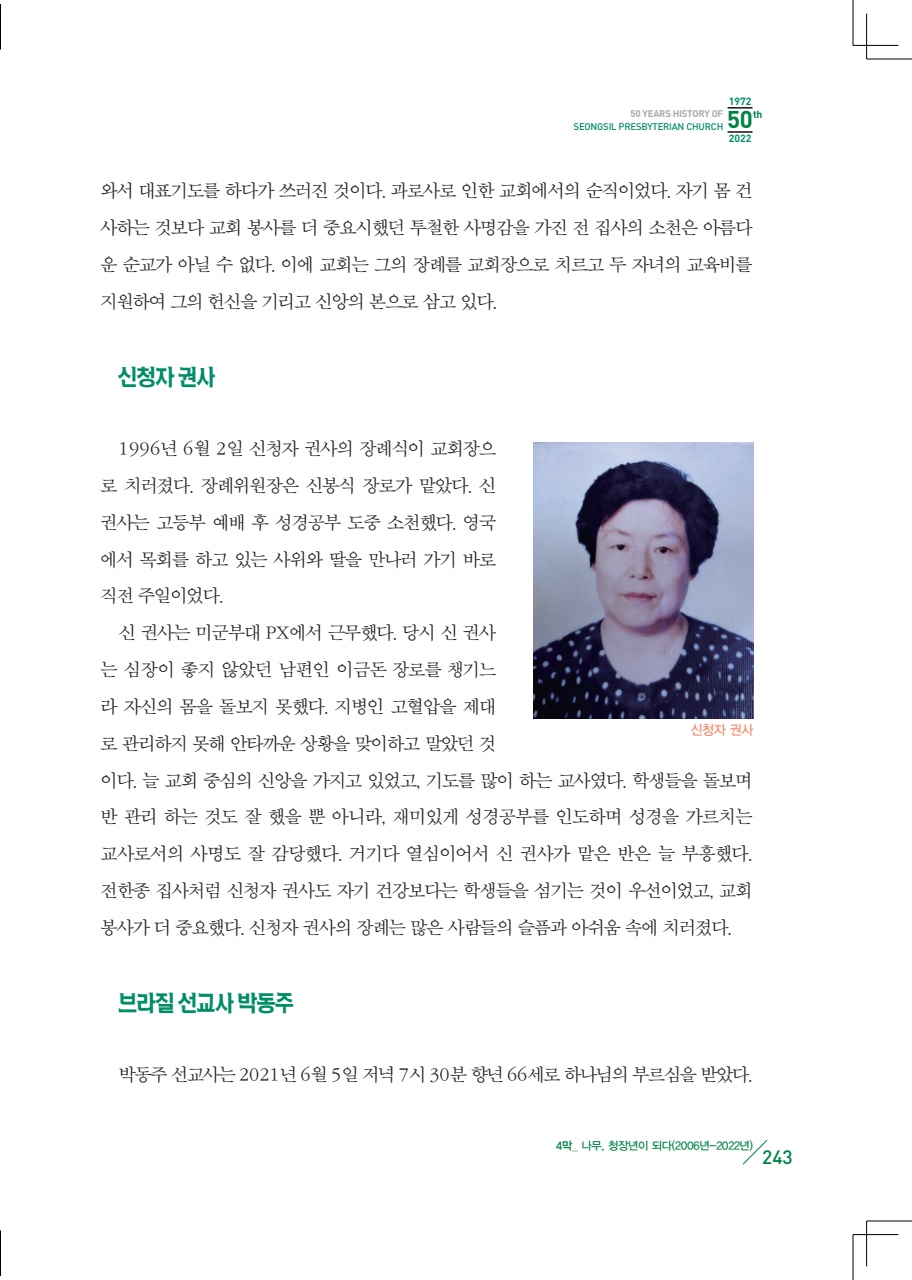 1972
50 YEARS HISTORY OF
SEONGSIL PRESBYTERIAN CHURCH
50th
2022
와서 대표기도를 하다가 쓰러진 것이다. 과로사로 인한 교회에서의 순직이었다. 자기 몸 건
사하는 것보다 교회 봉사를 더 중요시했던 투철한 사명감을 가진 전 집사의 소천은 아름다
운 순교가 아닐 수 없다. 이에 교회는 그의 장례를 교회장으로 치르고 두 자녀의 교육비를
지원하여 그의 헌신을 기리고 신앙의 본으로 삼고 있다.
신청자 권사
1996년 6월 2일 신청자 권사의 장례식이 교회장으
로 치러졌다. 장례위원장은 신봉식 장로가 맡았다. 신
권사는 고등부 예배 후 성경공부 도중 소천했다. 영국
에서 목회를 하고 있는 사위와 딸을 만나러 가기 바로
직전 주일이었다.
신 권사는 미군부대 PX에서 근무했다. 당시 신 권사
는 심장이 좋지 않았던 남편인 이금돈 장로를 챙기느
라 자신의 몸을 돌보지 못했다. 지병인 고혈압을 제대
로 관리하지 못해 안타까운 상황을 맞이하고 말았던 것
신청자 권사
이다. 늘 교회 중심의 신앙을 가지고 있었고, 기도를 많이 하는 교사였다. 학생들을 돌보며
반 관리 하는 것도 잘 했을 뿐 아니라, 재미있게 성경공부를 인도하며 성경을 가르치는
교사로서의 사명도 잘 감당했다. 거기다 열심이어서 신 권사가 맡은 반은 늘 부흥했다.
전한종 집사처럼 신청자 권사도 자기 건강보다는 학생들을 섬기는 것이 우선이었고, 교회
봉사가 더 중요했다. 신청자 권사의 장례는 많은 사람들의 슬픔과 아쉬움 속에 치러졌다.
브라질 선교사 박동주
박동주 선교사는 2021년 6월 5일 저녁 7시 30분 향년 66세로 하나님의 부르심을 받았다.
4막_ 나무, 청장년이 되다(2006년-2022년)
243